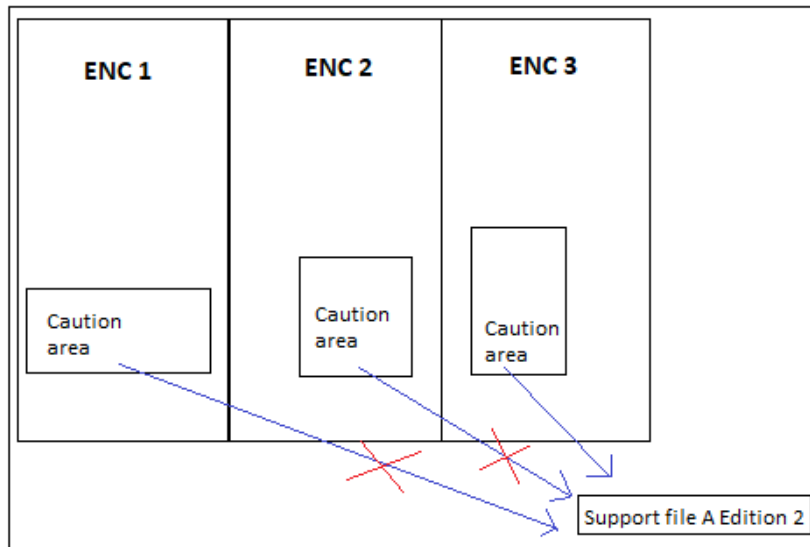 ENC 1
ENC 2
ENC 3
Caution
area
Caution
area
Caution
area
Support file A Edition 2